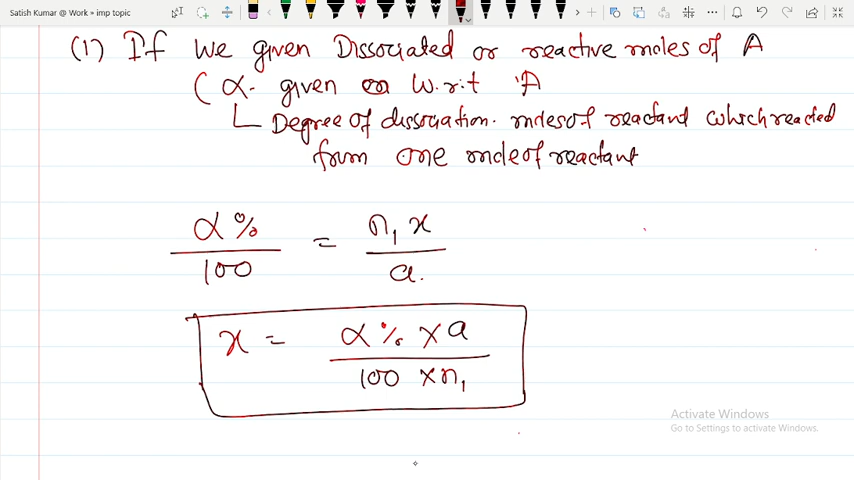 Satish Kumar @ Work » imp topic
(1) If We given Dissociated or reactive moles of A
( α- given on w.r.t 'A
Degree of dissociation. moles of reactant which reacted
from one mole of reactant
α% / 100 = n₁ x / a.
x = α% × a / 100 × n₁
Activate Windows
Go to Settings to activate Windows.